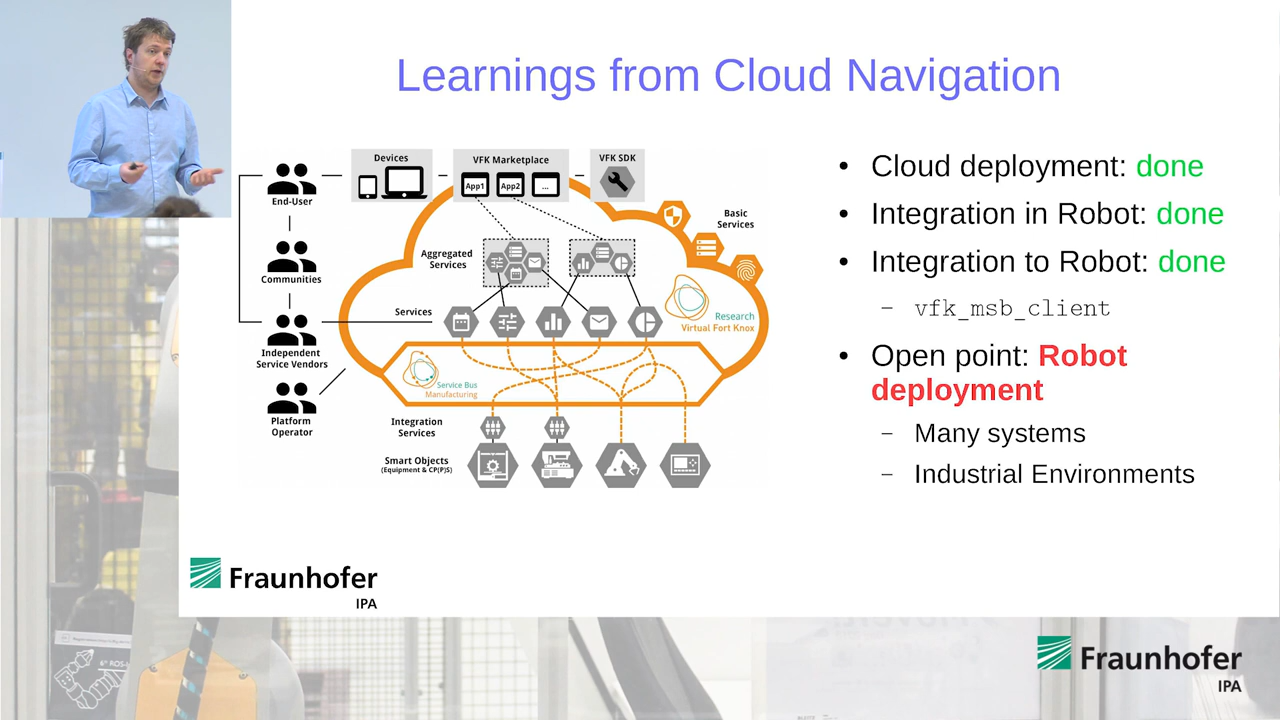 Learnings from Cloud Navigation
Devices
VFK Marketplace
VFK SDK
App1
App2
...
End-User
Basic
Services
Aggregated
Services
Communities
Services
Research
Virtual Fort Knox
Independent
Service Vendors
Service Bus
Manufacturing
Platform
Operator
Integration
Services
Smart Objects
(Equipment & CP(P)S)
• Cloud deployment: done
• Integration in Robot: done
• Integration to Robot: done
– vfk_msb_client
• Open point: Robot
deployment
– Many systems
– Industrial Environments
Fraunhofer
IPA
Fraunhofer
IPA